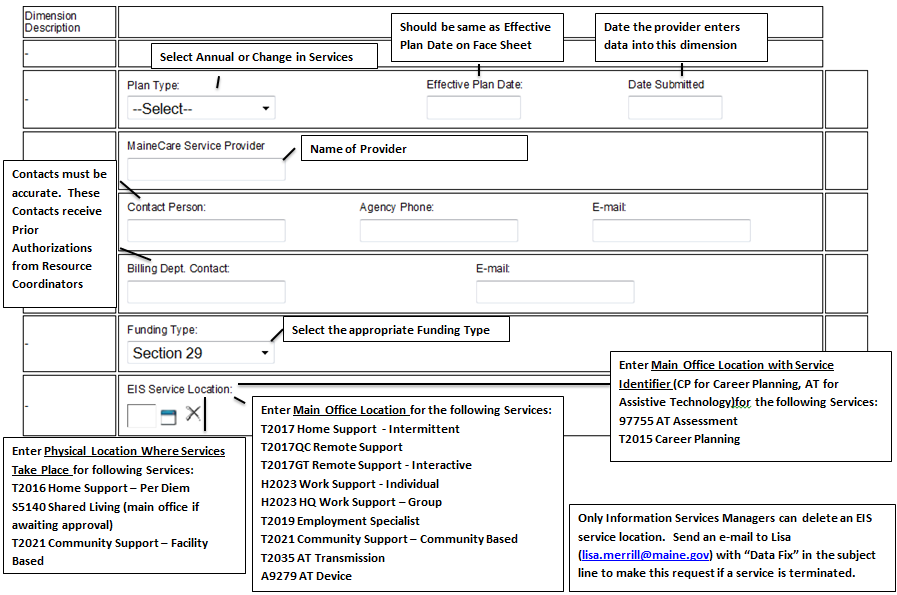 Dimension
Description
Should be same as Effective
Plan Date on Face Sheet
Date the provider enters
data into this dimension
-
Select Annual or Change in Services
-
Plan Type:
Effective Plan Date:
Date Submitted
--Select--
MaineCare Service Provider
Name of Provider
Contacts must be
accurate. These
Contacts receive
Prior
Authorizations
from Resource
Coordinators
Contact Person:
Agency Phone:
E-mail:
Billing Dept. Contact:
E-mail:
-
Funding Type:
Select the appropriate Funding Type
Section 29
-
EIS Service Location:
Enter Main Office Location with Service
Identifier (CP for Career Planning, AT for
Assistive Technology)for the following Services:
97755 AT Assessment
T2015 Career Planning
Enter Main Office Location for the following Services:
T2017 Home Support - Intermittent
T2017QC Remote Support
T2017GT Remote Support - Interactive
H2023 Work Support - Individual
H2023 HQ Work Support – Group
T2019 Employment Specialist
T2021 Community Support – Community Based
T2035 AT Transmission
A9279 AT Device
Enter Physical Location Where Services
Take Place for following Services:
T2016 Home Support – Per Diem
S5140 Shared Living (main office if
awaiting approval)
T2021 Community Support – Facility
Based
Only Information Services Managers can delete an EIS
service location. Send an e-mail to Lisa
(lisa.merrill@maine.gov) with “Data Fix” in the subject
line to make this request if a service is terminated.